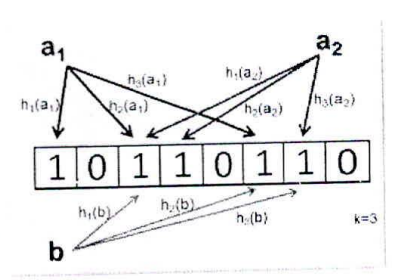 a1 a2
h3(a1) h1(a2)
h1(a1) h2(a1) h2(a2) h3(a2)
1 0 1 1 0 1 1 0
h1(b) h2(b) h3(b) k=3
b